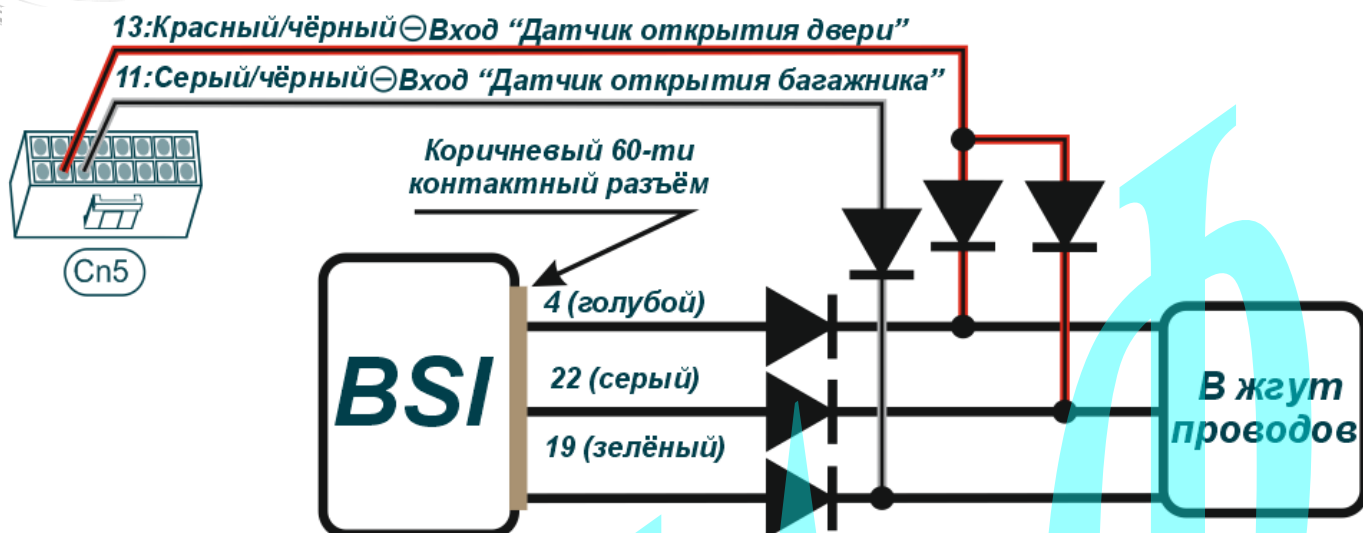 13:Красный/чёрный⊖Вход “Датчик открытия двери”
11:Серый/чёрный⊖Вход “Датчик открытия багажника”
Коричневый 60-ти
контактный разъём
Cn5
4 (голубой)
BSI
22 (серый)
19 (зелёный)
В жгут
проводов